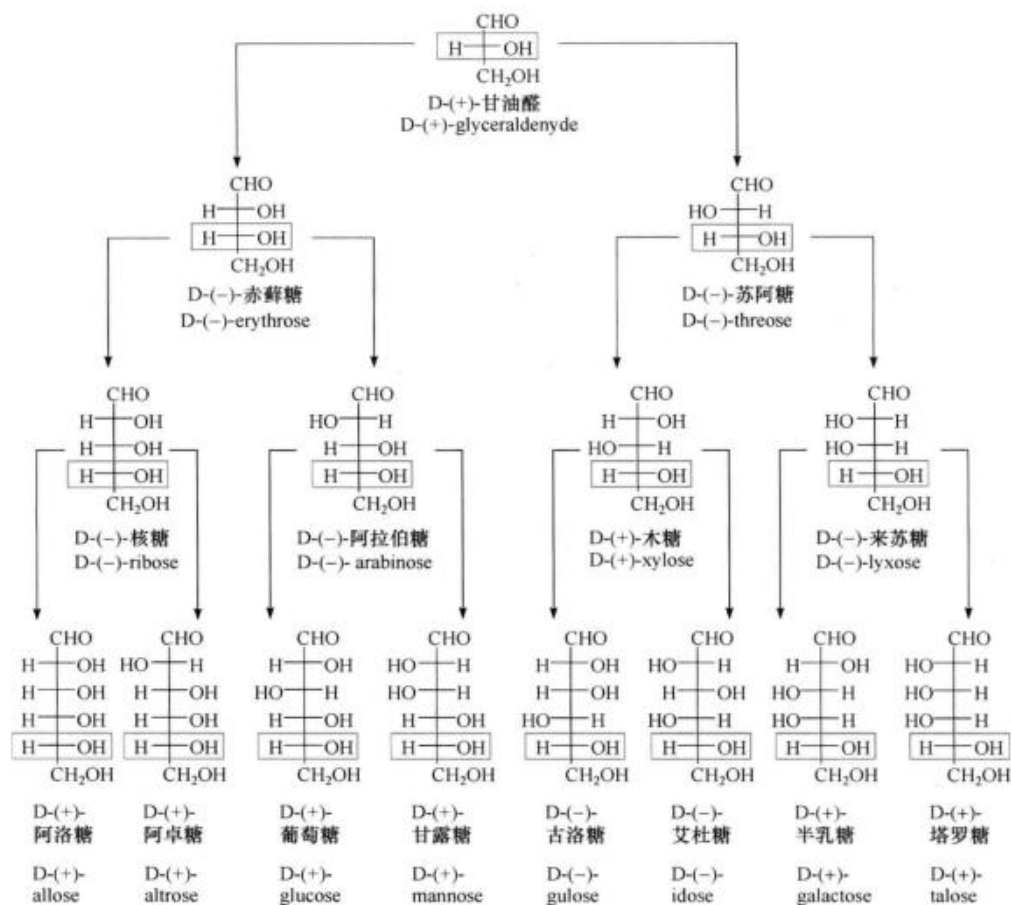 CHO
H OH
CH₂OH
D-(+)-甘油醛
D-(+)-glyceraldenyde
CHO
H OH
H OH
CH₂OH
D-(−)-赤藓糖
D-(−)-erythrose
CHO
HO H
H OH
CH₂OH
D-(−)-苏阿糖
D-(−)-threose
CHO
H OH
H OH
H OH
CH₂OH
D-(−)-核糖
D-(−)-ribose
CHO
HO H
H OH
H OH
CH₂OH
D-(−)-阿拉伯糖
D-(−)- arabinose
CHO
H OH
HO H
H OH
CH₂OH
D-(+)-木糖
D-(+)-xylose
CHO
HO H
HO H
H OH
CH₂OH
D-(−)-来苏糖
D-(−)-lyxose
CHO
H OH
H OH
H OH
H OH
CH₂OH
D-(+)-
阿洛糖
D-(+)-
allose
CHO
HO H
H OH
H OH
H OH
CH₂OH
D-(+)-
阿卓糖
D-(+)-
altrose
CHO
H OH
HO H
H OH
H OH
CH₂OH
D-(+)-
葡萄糖
D-(+)-
glucose
CHO
HO H
HO H
H OH
H OH
CH₂OH
D-(+)-
甘露糖
D-(+)-
mannose
CHO
H OH
H OH
HO H
H OH
CH₂OH
D-(−)-
古洛糖
D-(−)-
gulose
CHO
HO H
H OH
HO H
H OH
CH₂OH
D-(−)-
艾杜糖
D-(−)-
idose
CHO
H OH
HO H
HO H
H OH
CH₂OH
D-(+)-
半乳糖
D-(+)-
galactose
CHO
HO H
HO H
HO H
H OH
CH₂OH
D-(+)-
塔罗糖
D-(+)-
talose